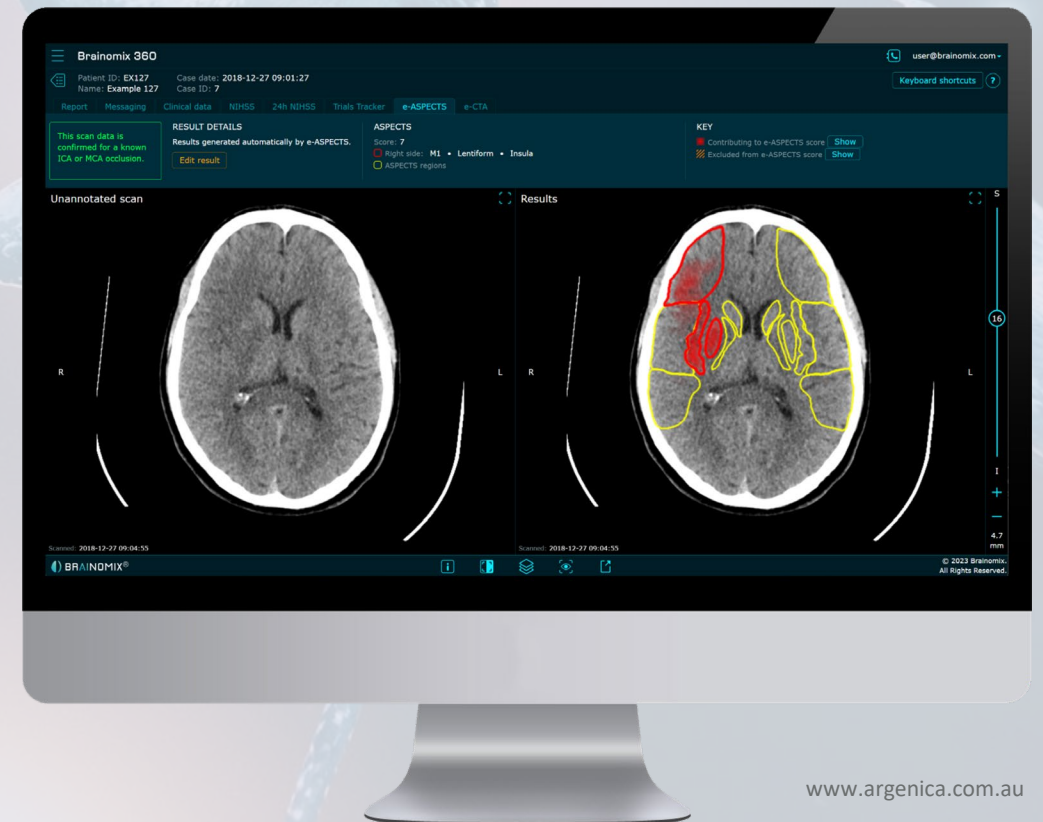 Brainomix 360
user@brainomix.com
Patient ID: EX127 Case date: 2018-12-27 09:01:27
Name: Example 127 Case ID: 7
Keyboard shortcuts ?
Report Messaging Clinical data NIHSS 24h NIHSS Trials Tracker e-ASPECTS e-CTA
This scan data is
confirmed for a known
ICA or MCA occlusion.
RESULT DETAILS
Results generated automatically by e-ASPECTS.
Edit result
ASPECTS
Score: 7
Right side: M1 • Lentiform • Insula
ASPECTS regions
KEY
Contributing to e-ASPECTS score Show
Excluded from e-ASPECTS score Show
Unannotated scan
Results
S
16
R L
R L
I
+
−
4.7
mm
Scanned: 2018-12-27 09:04:55
Scanned: 2018-12-27 09:04:55
BRAINOMIX®
© 2023 Brainomix.
All Rights Reserved.
www.argenica.com.au